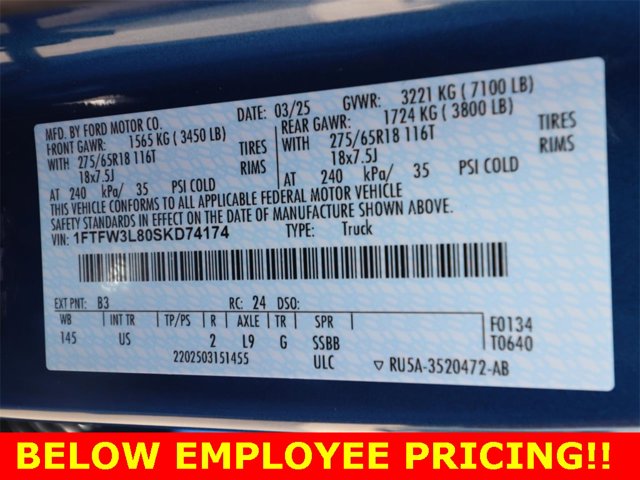 MFD. BY FORD MOTOR CO.
DATE: 03/25 GVWR: 3221 KG ( 7100 LB)
FRONT GAWR: 1565 KG ( 3450 LB) REAR GAWR: 1724 KG ( 3800 LB)
WITH 275/65R18 116T TIRES WITH 275/65R18 116T TIRES
18x7.5J RIMS 18x7.5J RIMS
AT 240 kPa/ 35 PSI COLD AT 240 kPa/ 35 PSI COLD
THIS VEHICLE CONFORMS TO ALL APPLICABLE FEDERAL MOTOR VEHICLE
SAFETY STANDARDS IN EFFECT ON THE DATE OF MANUFACTURE SHOWN ABOVE.
VIN: 1FTFW3L80SKD74174 TYPE: Truck
EXT PNT: B3 RC: 24 DSO:
WB INT TR TP/PS R AXLE TR SPR F0134
145 US 2 L9 G SSBB T0640
2202503151455 ULC ▽ RU5A-3520472-AB
BELOW EMPLOYEE PRICING!!